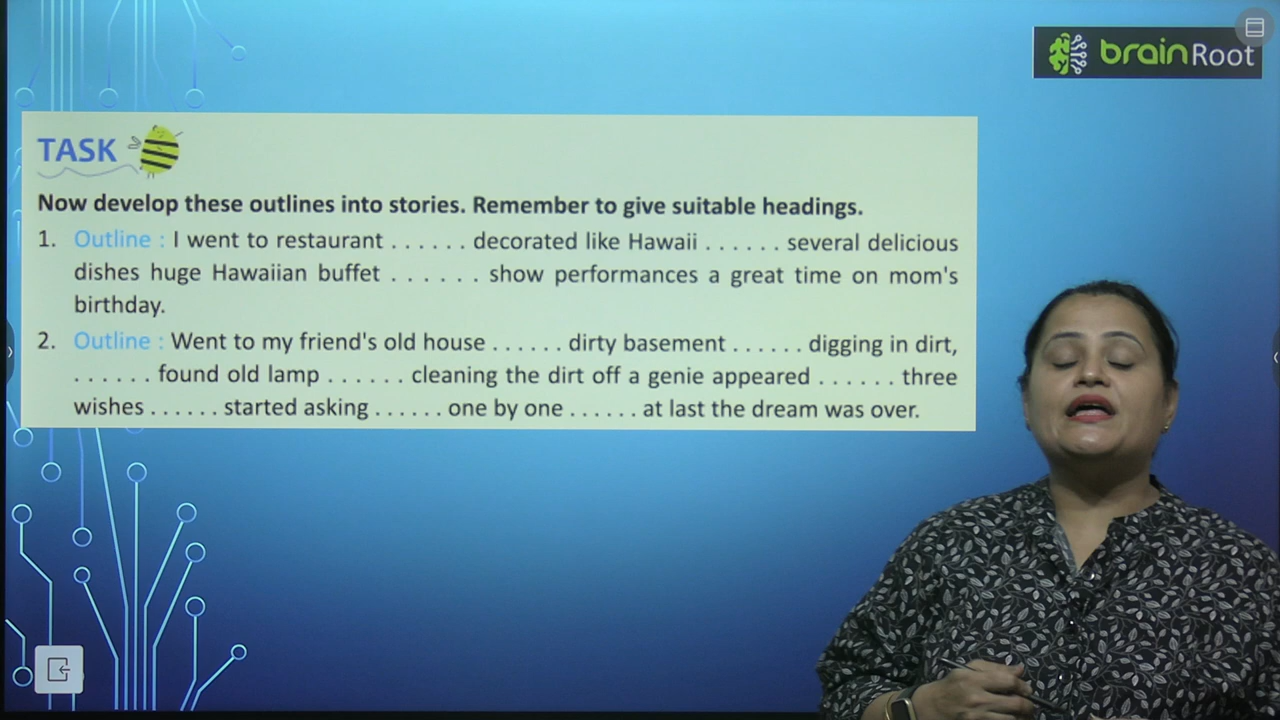 brainRoot
TASK
Now develop these outlines into stories. Remember to give suitable headings.
1. Outline : I went to restaurant . . . . . . decorated like Hawaii . . . . . . several delicious
dishes huge Hawaiian buffet . . . . . . show performances a great time on mom's
birthday.
2. Outline : Went to my friend's old house . . . . . . dirty basement . . . . . . digging in dirt,
. . . . . . found old lamp . . . . . . cleaning the dirt off a genie appeared . . . . . . three
wishes . . . . . . started asking . . . . . . one by one . . . . . . at last the dream was over.